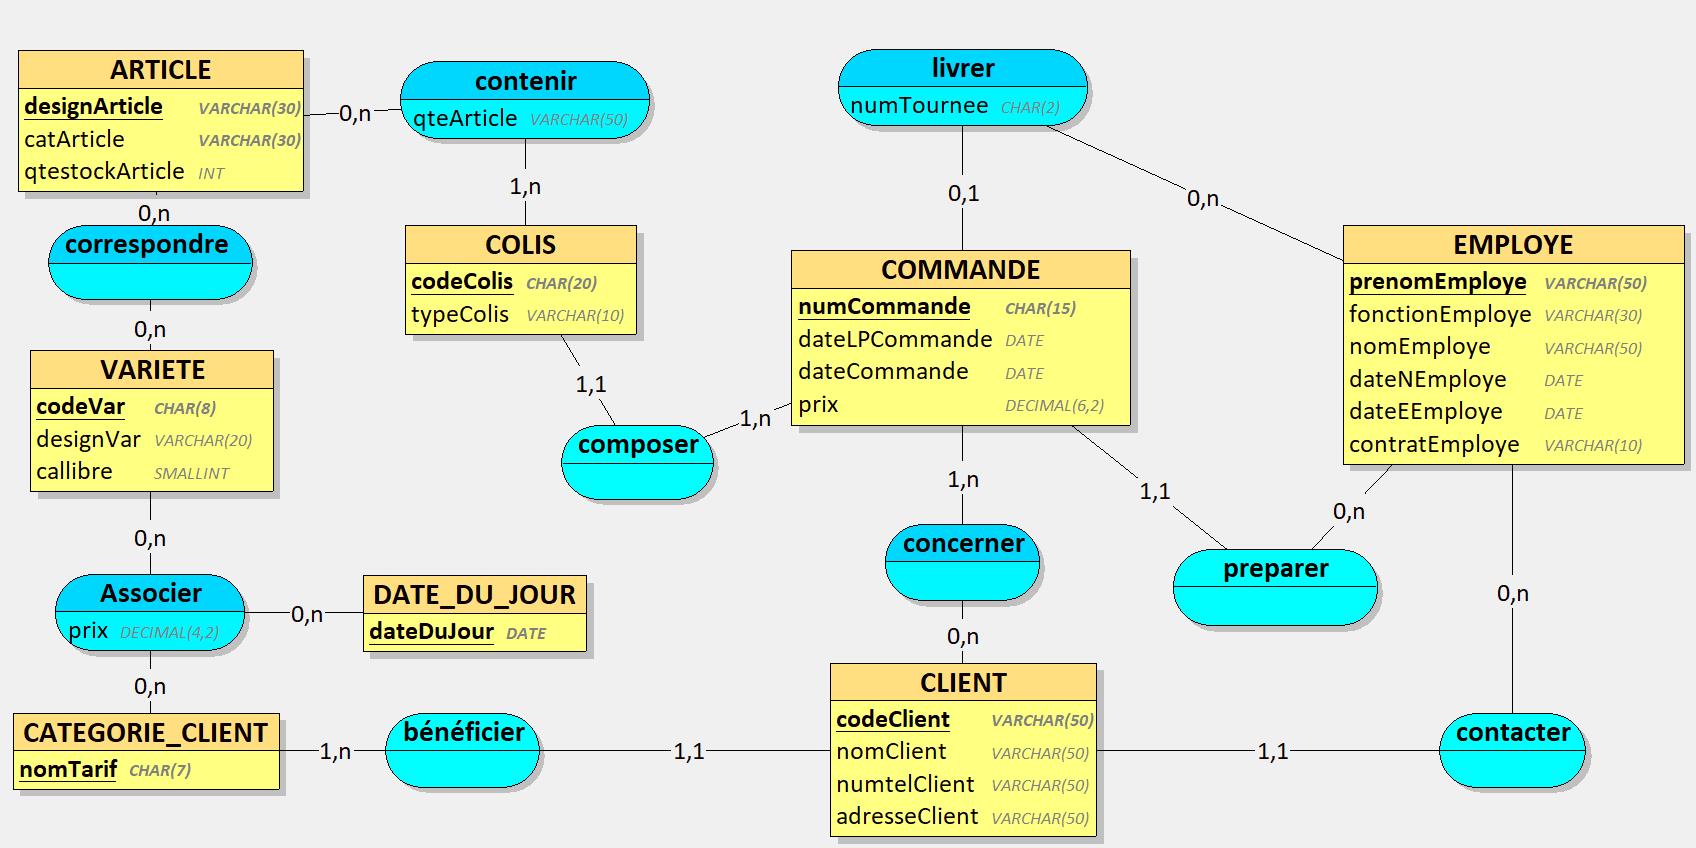 ARTICLE
designArticle VARCHAR(30)
catArticle VARCHAR(30)
qtestockArticle INT
0,n
contenir
qteArticle VARCHAR(50)
1,n
livrer
numTournee CHAR(2)
0,1
0,n
0,n
correspondre
0,n
COLIS
codeColis CHAR(20)
typeColis VARCHAR(10)
1,1
composer
1,n
COMMANDE
numCommande CHAR(15)
dateLPCommande DATE
dateCommande DATE
prix DECIMAL(6,2)
EMPLOYE
prenomEmploye VARCHAR(50)
fonctionEmploye VARCHAR(30)
nomEmploye VARCHAR(50)
dateNEmploye DATE
dateEEmploye DATE
contratEmploye VARCHAR(10)
VARIETE
codeVar CHAR(8)
designVar VARCHAR(20)
callibre SMALLINT
0,n
1,n
concerner
0,n
1,1
preparer
0,n
0,n
Associer
prix DECIMAL(4,2)
0,n
DATE_DU_JOUR
dateDuJour DATE
0,n
CATEGORIE_CLIENT
nomTarif CHAR(7)
1,n
bénéficier
1,1
CLIENT
codeClient VARCHAR(50)
nomClient VARCHAR(50)
numtelClient VARCHAR(50)
adresseClient VARCHAR(50)
1,1
contacter